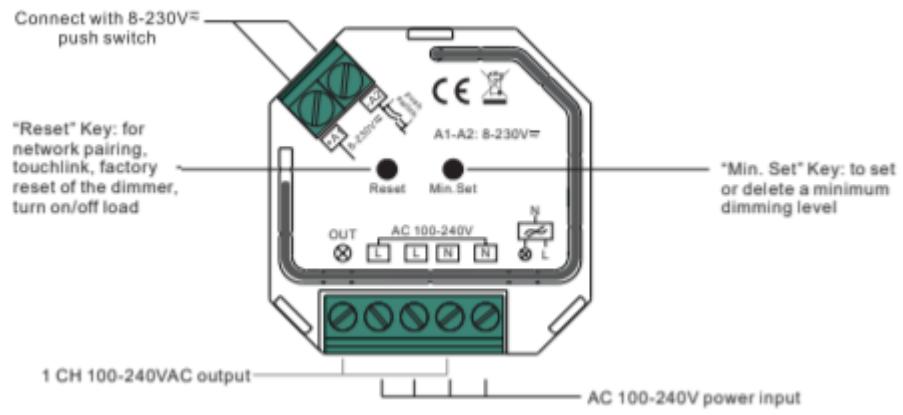 Connect with 8-230V≂
push switch
"Reset" Key: for
network pairing,
touchlink, factory
reset of the dimmer,
turn on/off load
+A1
-A2
8-230V≂
Push
Switch
CE
A1-A2: 8-230V≂
Reset
Min.Set
"Min. Set" Key: to set
or delete a minimum
dimming level
OUT
AC 100-240V
L
L
N
N
N
L
1 CH 100-240VAC output
AC 100-240V power input